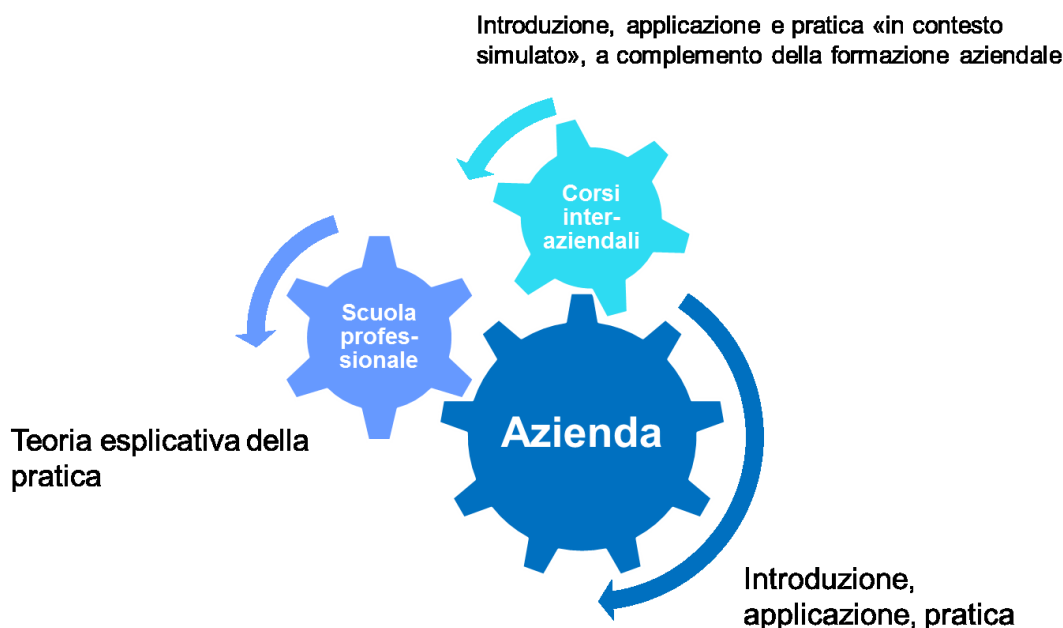 Introduzione, applicazione e pratica «in contesto
simulato», a complemento della formazione aziendale
Corsi
inter-
aziendali
Scuola
profes-
sionale
Azienda
Teoria esplicativa della
pratica
Introduzione,
applicazione, pratica